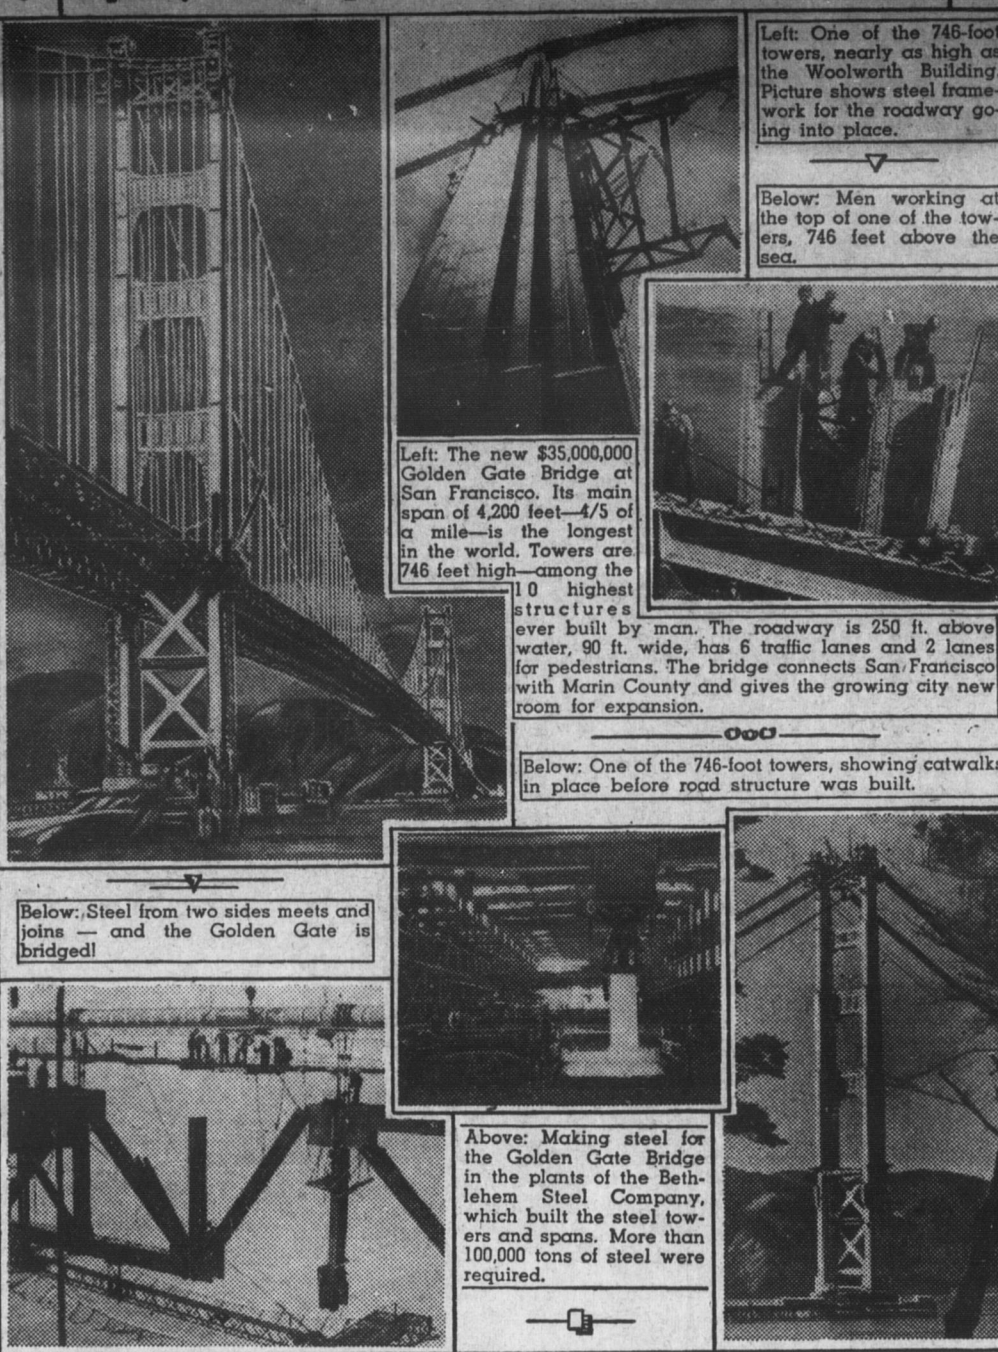 Left: One of the 746-foot
towers, nearly as high as
the Woolworth Building.
Picture shows steel frame-
work for the roadway go-
ing into place.
Below: Men working at
the top of one of the tow-
ers, 746 feet above the
sea.
Left: The new $35,000,000
Golden Gate Bridge at
San Francisco. Its main
span of 4,200 feet—4/5 of
a mile—is the longest
in the world. Towers are
746 feet high—among the
10 highest
structures
ever built by man. The roadway is 250 ft. above
water, 90 ft. wide, has 6 traffic lanes and 2 lanes
for pedestrians. The bridge connects San Francisco
with Marin County and gives the growing city new
room for expansion.
Below: One of the 746-foot towers, showing catwalks
in place before road structure was built.
Below: Steel from two sides meets and
joins — and the Golden Gate is
bridged!
Above: Making steel for
the Golden Gate Bridge
in the plants of the Beth-
lehem Steel Company,
which built the steel tow-
ers and spans. More than
100,000 tons of steel were
required.